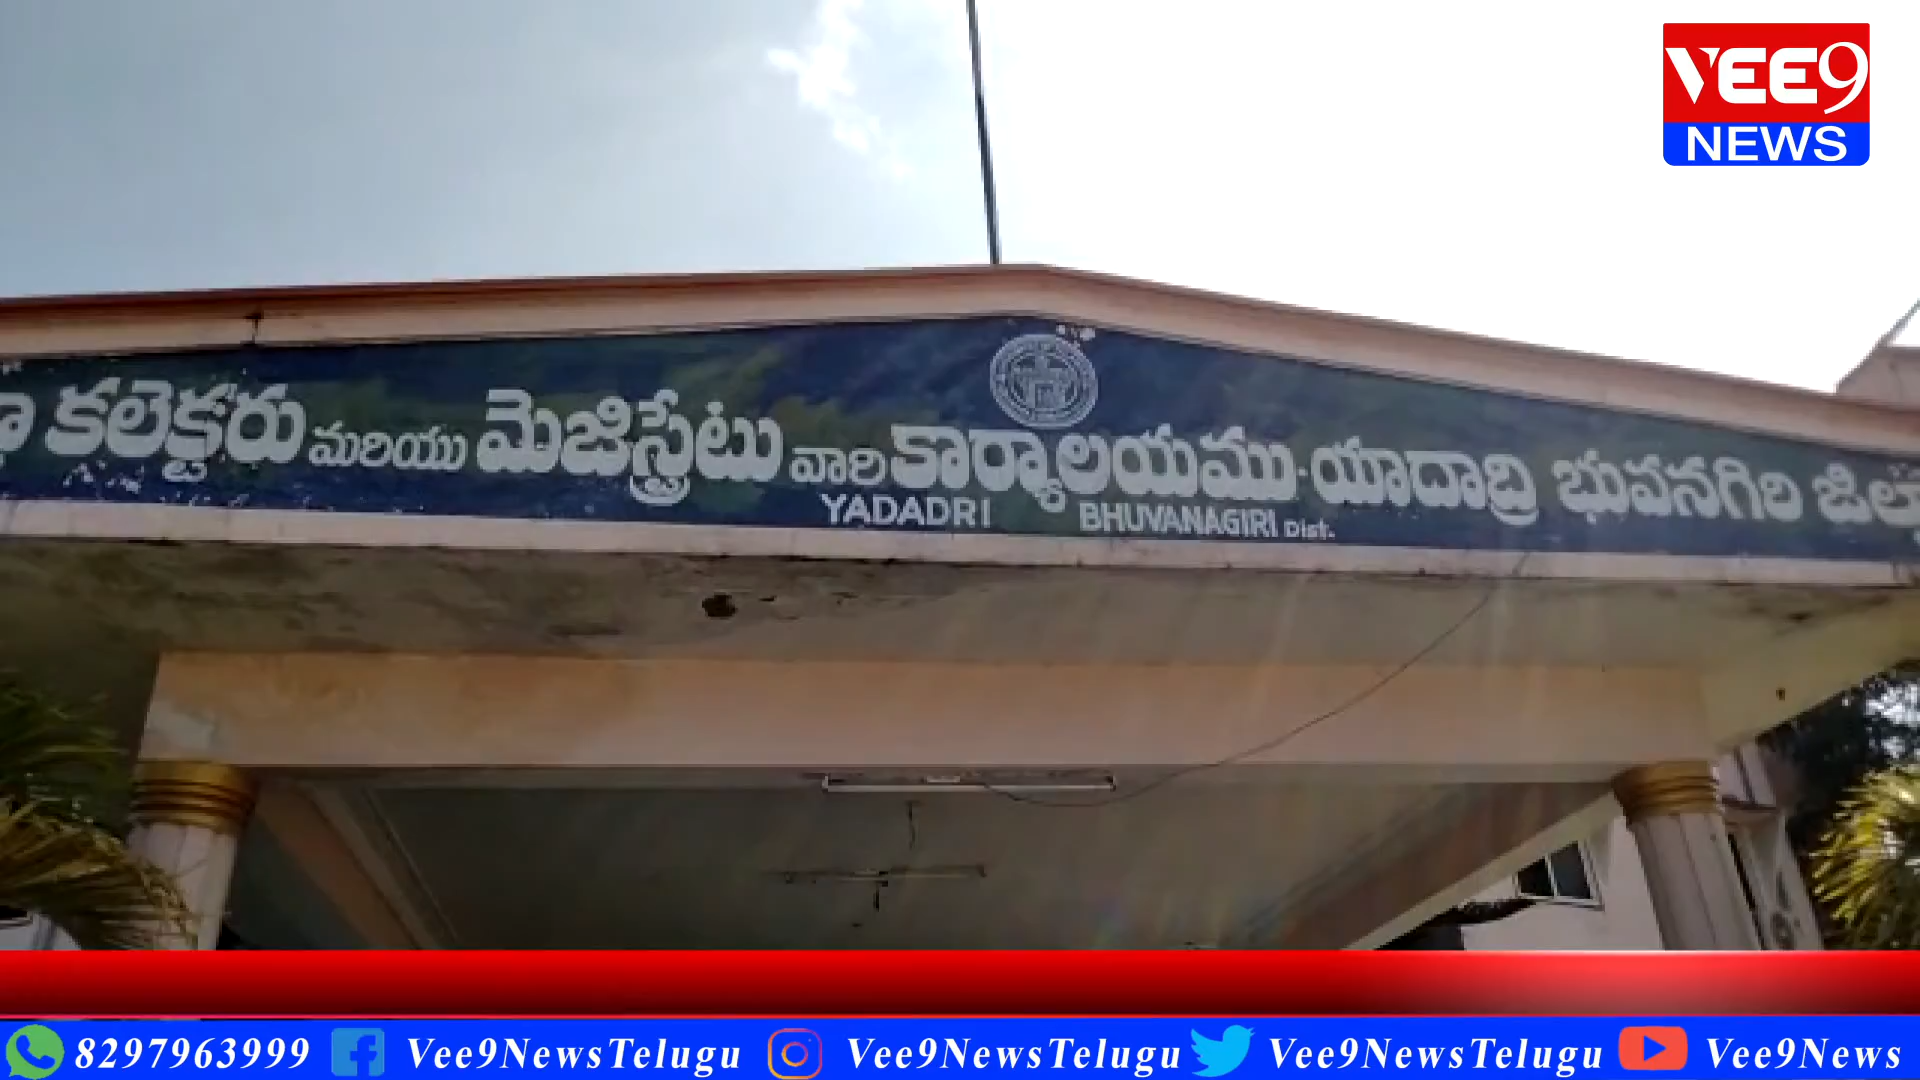 VEE9
NEWS
కలెక్టరు మరియు మెజిస్ట్రేటు వారి కార్యాలయము - యాదాద్రి భువనగిరి జిల్లా
YADADRI BHUVANAGIRI Dist.
8297963999 Vee9NewsTelugu Vee9NewsTelugu Vee9NewsTelugu Vee9News